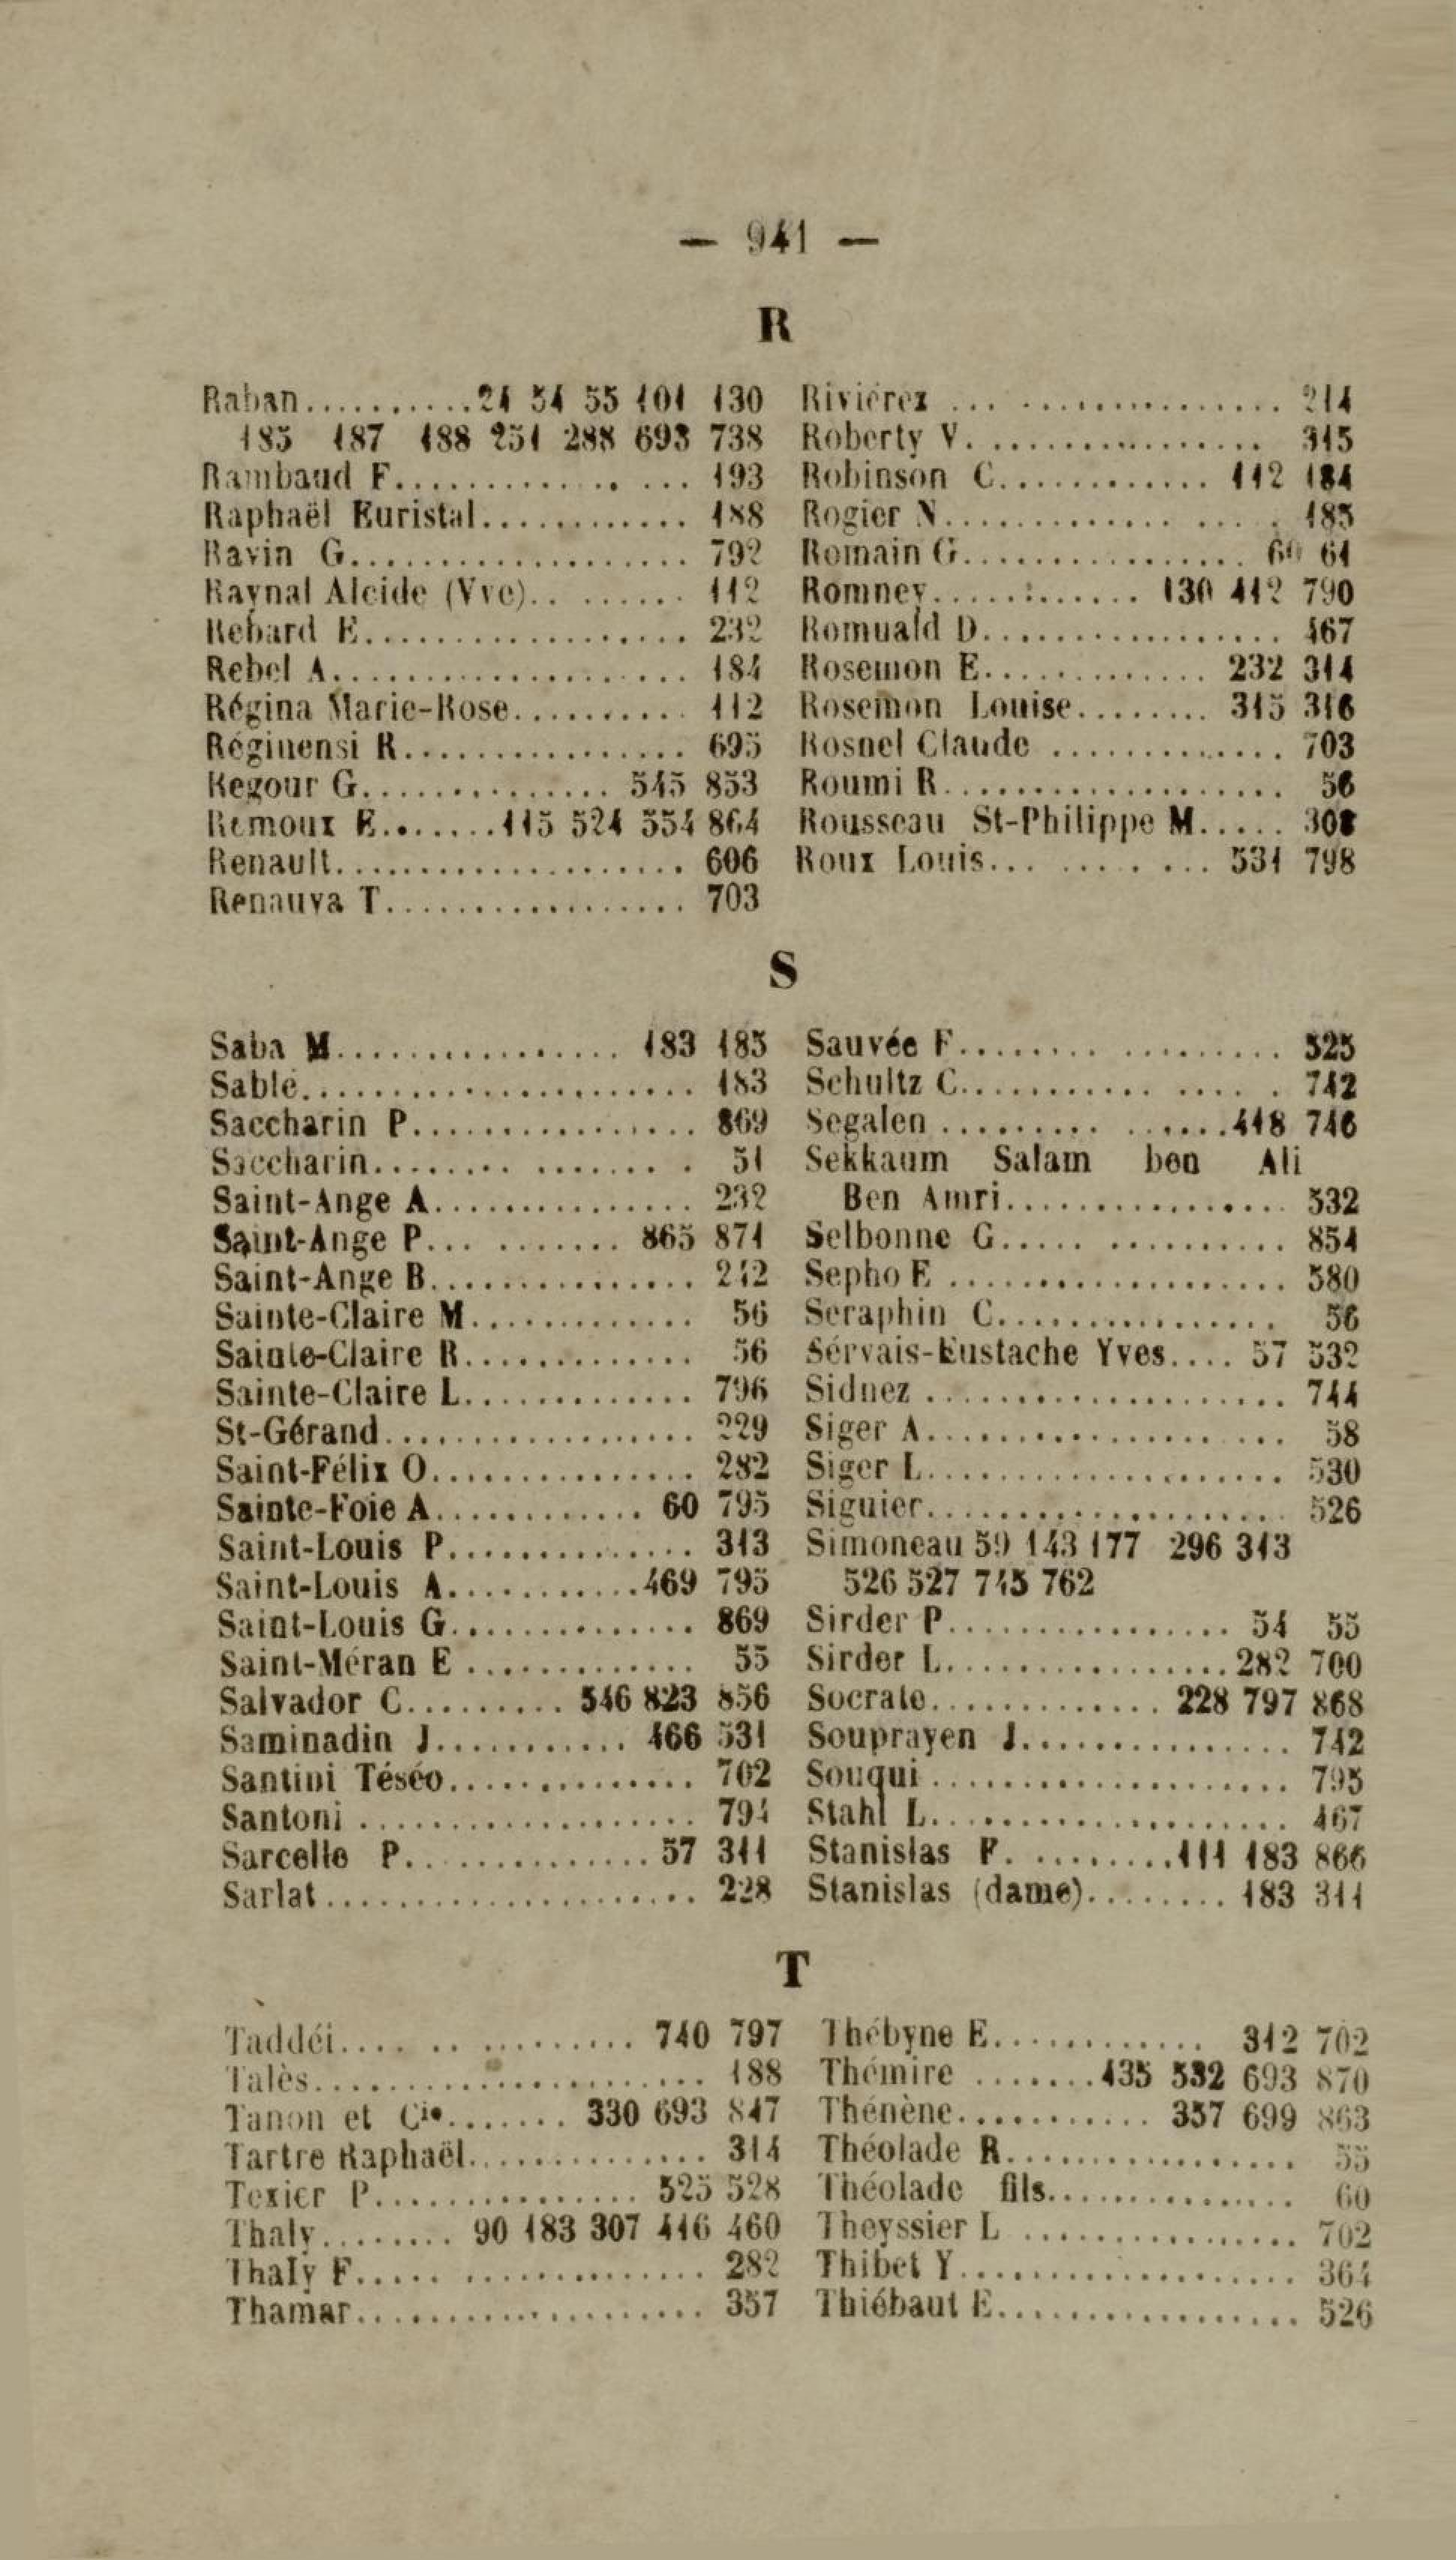 — 941 —
R
Raban...........24 54 55 101 130
185 187 188 251 288 693 738
Rambaud F................ 193
Raphaël Euristal............ 188
Ravin G................... 792
Raynal Alcide (Vve)......... 112
Rebard E.................. 232
Rebel A.................... 184
Régina Marie-Rose.......... 112
Réginensi R................ 695
Regour G.............. 545 853
Remoux E........115 524 554 864
Renault.................... 606
Renauva T................. 703
Riviérez .................. 214
Roberty V................. 315
Robinson C............ 112 184
Rogier N................... 185
Romain G................ 60 61
Romney............ 130 412 790
Romuald D................. 467
Rosemon E............. 232 314
Rosemon Louise........ 315 316
Rosnel Claude ............. 703
Roumi R................... 56
Rousseau St-Philippe M..... 308
Roux Louis............ 531 798
S
Saba M................. 183 185
Sablé...................... 183
Saccharin P................ 869
Saccharin.................. 51
Saint-Ange A............... 232
Saint-Ange P........... 865 871
Saint-Ange B............... 242
Sainte-Claire M............. 56
Sainte-Claire R............. 56
Sainte-Claire L............. 796
St-Gérand.................. 229
Saint-Félix O............... 282
Sainte-Foie A............ 60 795
Saint-Louis P.............. 313
Saint-Louis A...........469 795
Saint-Louis G.............. 869
Saint-Méran E ............. 55
Salvador C.......... 546 823 856
Saminadin J............ 466 531
Santini Téséo.............. 702
Santoni ................... 794
Sarcelle P.............. 57 311
Sarlat..................... 228
Sauvée F.................. 525
Schultz C.................. 742
Segalen ................418 746
Sekkaum Salam ben Ali
Ben Amri................ 532
Selbonne G................ 854
Sepho E ................... 580
Seraphin C................ 56
Sérvais-Eustache Yves.... 57 532
Sidnez .................... 744
Siger A.................... 58
Siger L.................... 530
Siguier.................... 526
Simoneau 59 143 177 296 313
526 527 745 762
Sirder P................ 54 55
Sirder L................282 700
Socrate............. 228 797 868
Souprayen J............... 742
Souqui .................... 795
Stahl L.................... 467
Stanislas F. ........111 183 866
Stanislas (dame)........ 183 311
T
Taddéi................. 740 797
Talès...................... 188
Tanon et Cie....... 330 693 847
Tartre Raphaël............. 314
Texier P............... 525 528
Thaly........ 90 183 307 416 460
Thaly F................... 282
Thamar.................... 357
Thébyne E............. 312 702
Thémire .......435 532 693 870
Thénène........... 357 699 863
Théolade R................ 55
Théolade fils.............. 60
Theyssier L ............... 702
Thibet Y................... 364
Thiébaut E................. 526